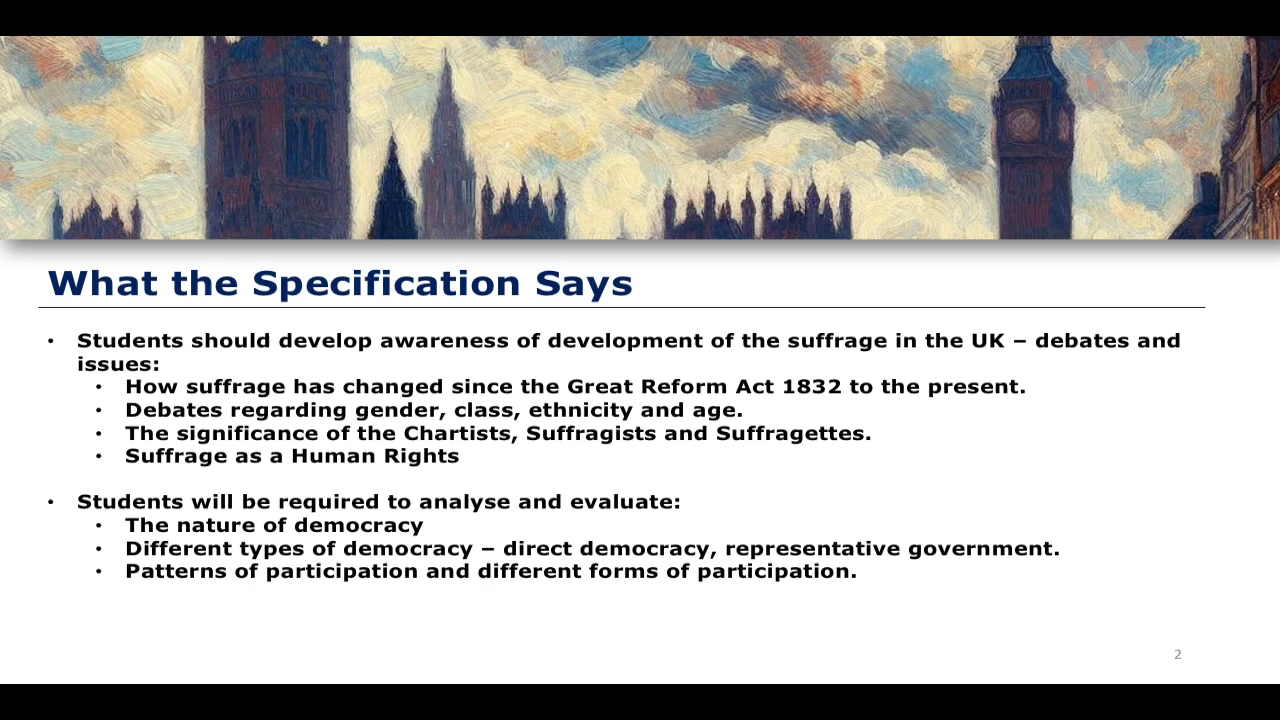 What the Specification Says
• Students should develop awareness of development of the suffrage in the UK – debates and
issues:
• How suffrage has changed since the Great Reform Act 1832 to the present.
• Debates regarding gender, class, ethnicity and age.
• The significance of the Chartists, Suffragists and Suffragettes.
• Suffrage as a Human Rights
• Students will be required to analyse and evaluate:
• The nature of democracy
• Different types of democracy – direct democracy, representative government.
• Patterns of participation and different forms of participation.
2